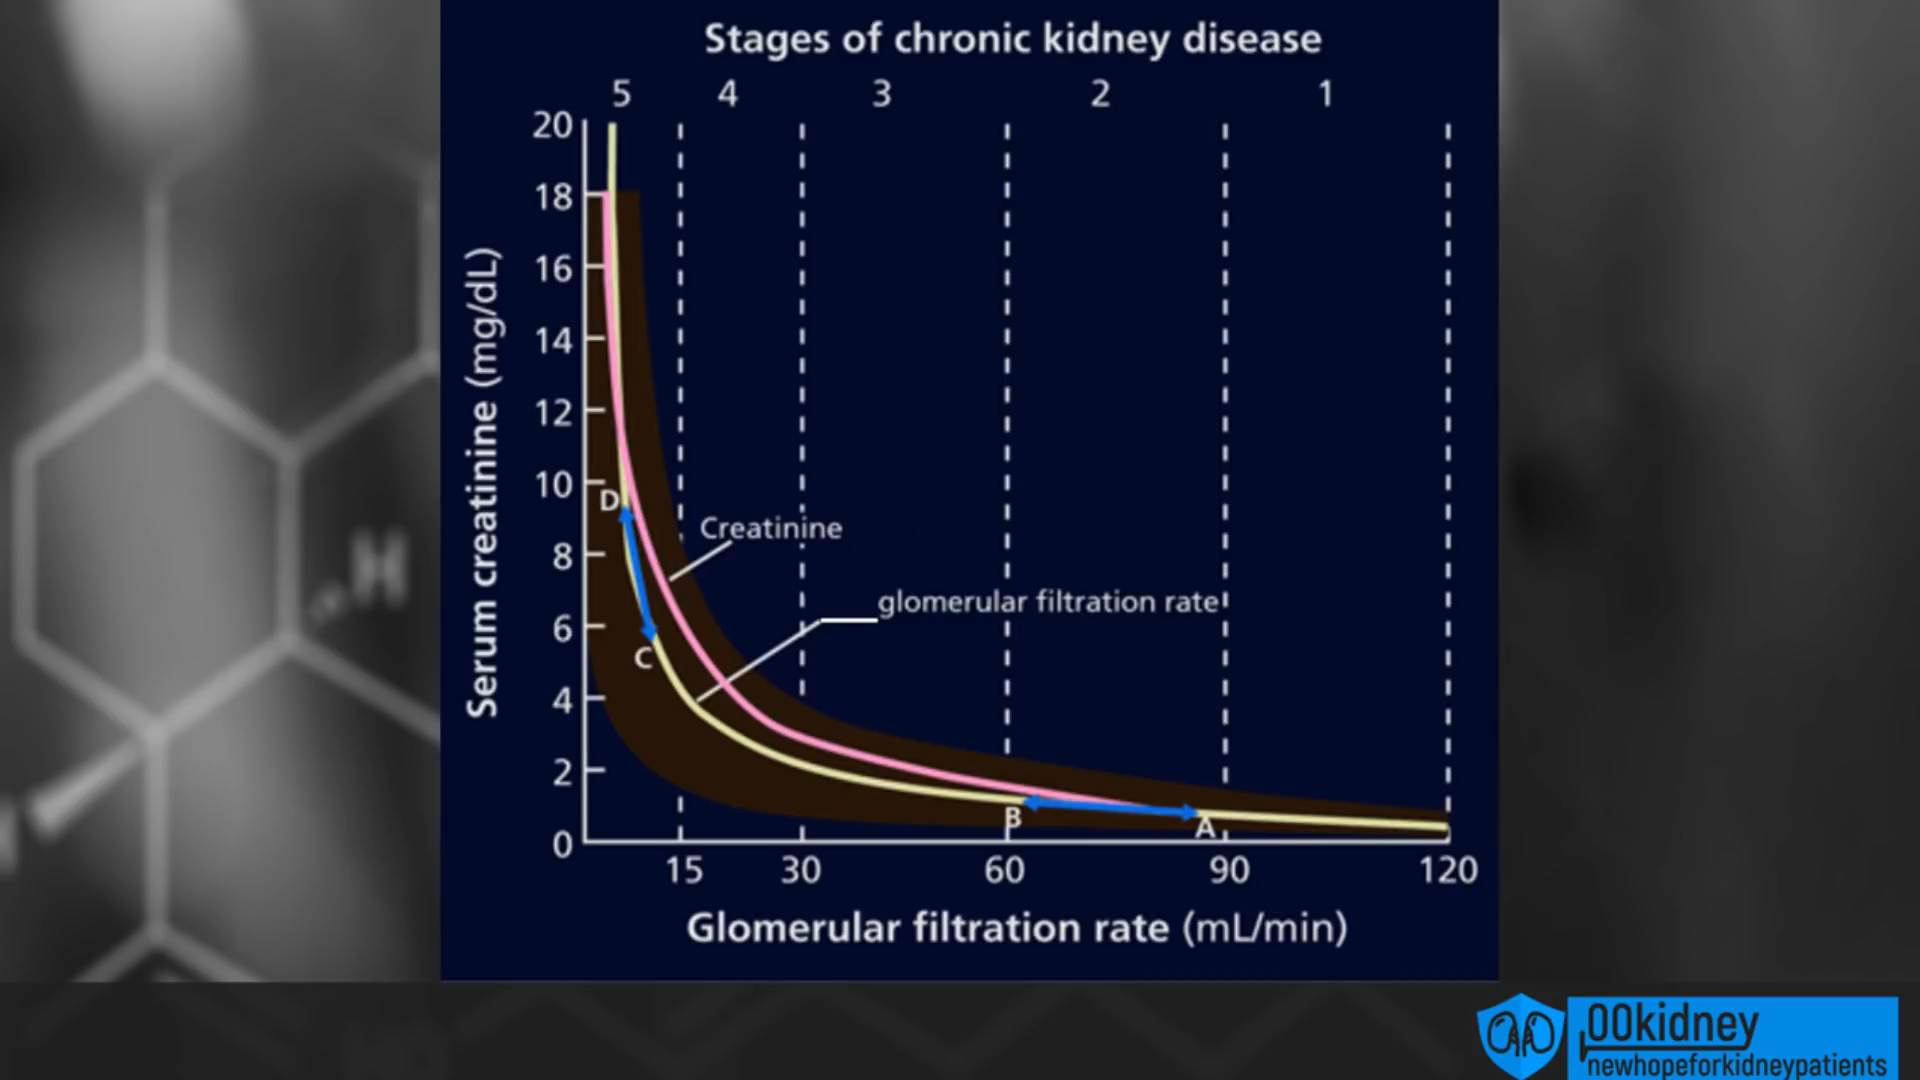 Stages of chronic kidney disease
5 4 3 2 1
20
18
16
14
12
10
8
6
4
2
0
Serum creatinine (mg/dL)
D
Creatinine
glomerular filtration rate
C
B
A
15 30 60 90 120
Glomerular filtration rate (mL/min)
H
00kidney
newhopeforkidneypatients